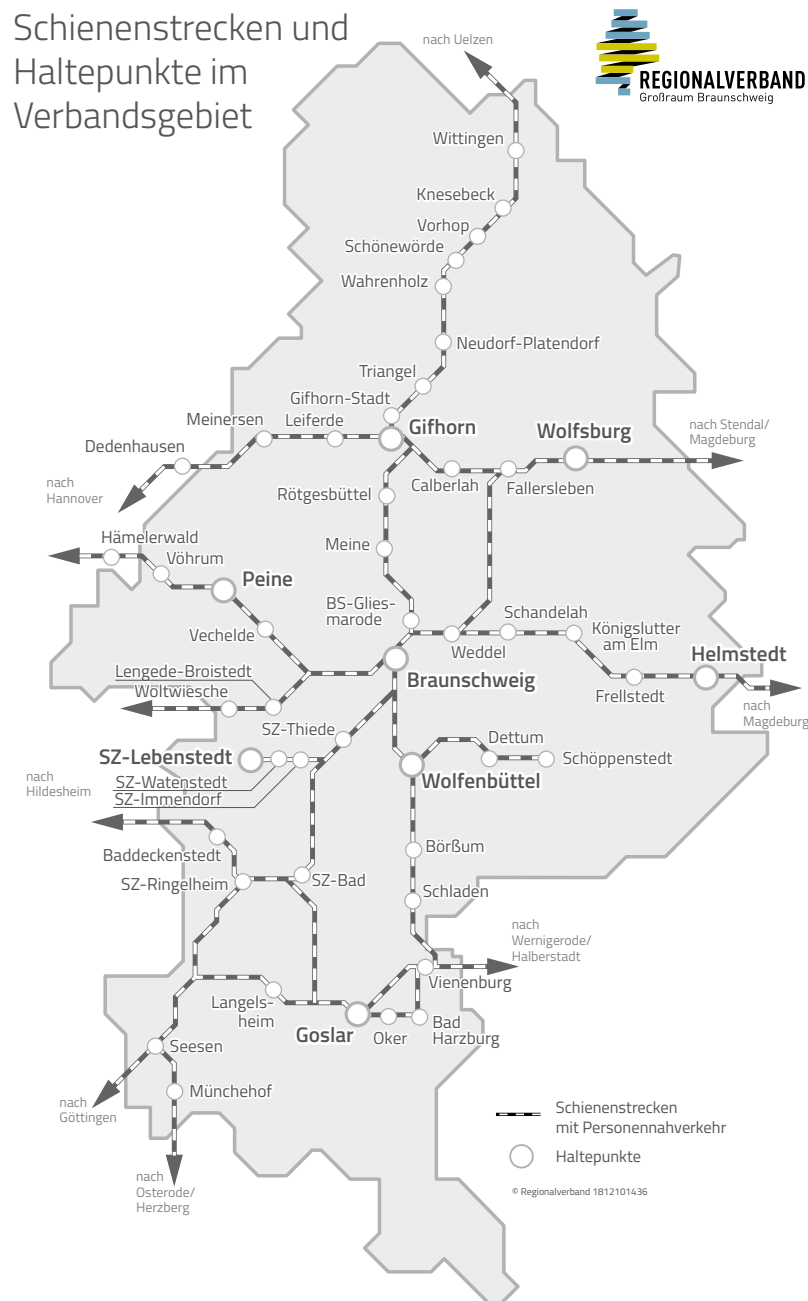 Schienenstrecken und
Haltepunkte im
Verbandsgebiet
REGIONALVERBAND
Großraum Braunschweig
nach Uelzen
Wittingen
Knesebeck
Vorhop
Schönewörde
Wahrenholz
Neudorf-Platendorf
Triangel
Gifhorn-Stadt
Meinersen
Leiferde
Gifhorn
Wolfsburg
nach Stendal/
Magdeburg
Dedenhausen
nach
Hannover
Calberlah
Fallersleben
Rötgesbüttel
Hämelerwald
Vöhrum
Meine
Peine
BS-Glies-
marode
Schandelah
Königslutter
am Elm
Vechelde
Weddel
Helmstedt
Lengede-Broistedt
Woltwiesche
Braunschweig
Frellstedt
nach
Magdeburg
SZ-Thiede
Dettum
SZ-Lebenstedt
Schöppenstedt
SZ-Watenstedt
SZ-Immendorf
Wolfenbüttel
nach
Hildesheim
Baddeckenstedt
Börßum
SZ-Ringelheim
SZ-Bad
Schladen
nach
Wernigerode/
Halberstadt
Vienenburg
Langels-
heim
Goslar
Oker
Bad
Harzburg
Seesen
nach
Göttingen
Münchehof
nach
Osterode/
Herzberg
Schienenstrecken
mit Personennahverkehr
Haltepunkte
© Regionalverband 1812101436